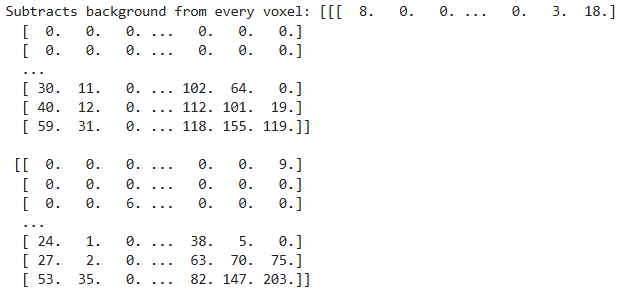 Subtracts background from every voxel: [[[  8.   0.   0. ...   0.   3.  18.]
  [  0.   0.   0. ...   0.   0.   0.]
  [  0.   0.   0. ...   0.   0.   0.]
  ...
  [ 30.  11.   0. ... 102.  64.   0.]
  [ 40.  12.   0. ... 112. 101.  19.]
  [ 59.  31.   0. ... 118. 155. 119.]]

 [[  0.   0.   0. ...   0.   0.   9.]
  [  0.   0.   0. ...   0.   0.   0.]
  [  0.   0.   6. ...   0.   0.   0.]
  ...
  [ 24.   1.   0. ...  38.   5.   0.]
  [ 27.   2.   0. ...  63.  70.  75.]
  [ 53.  35.   0. ...  82. 147. 203.]]